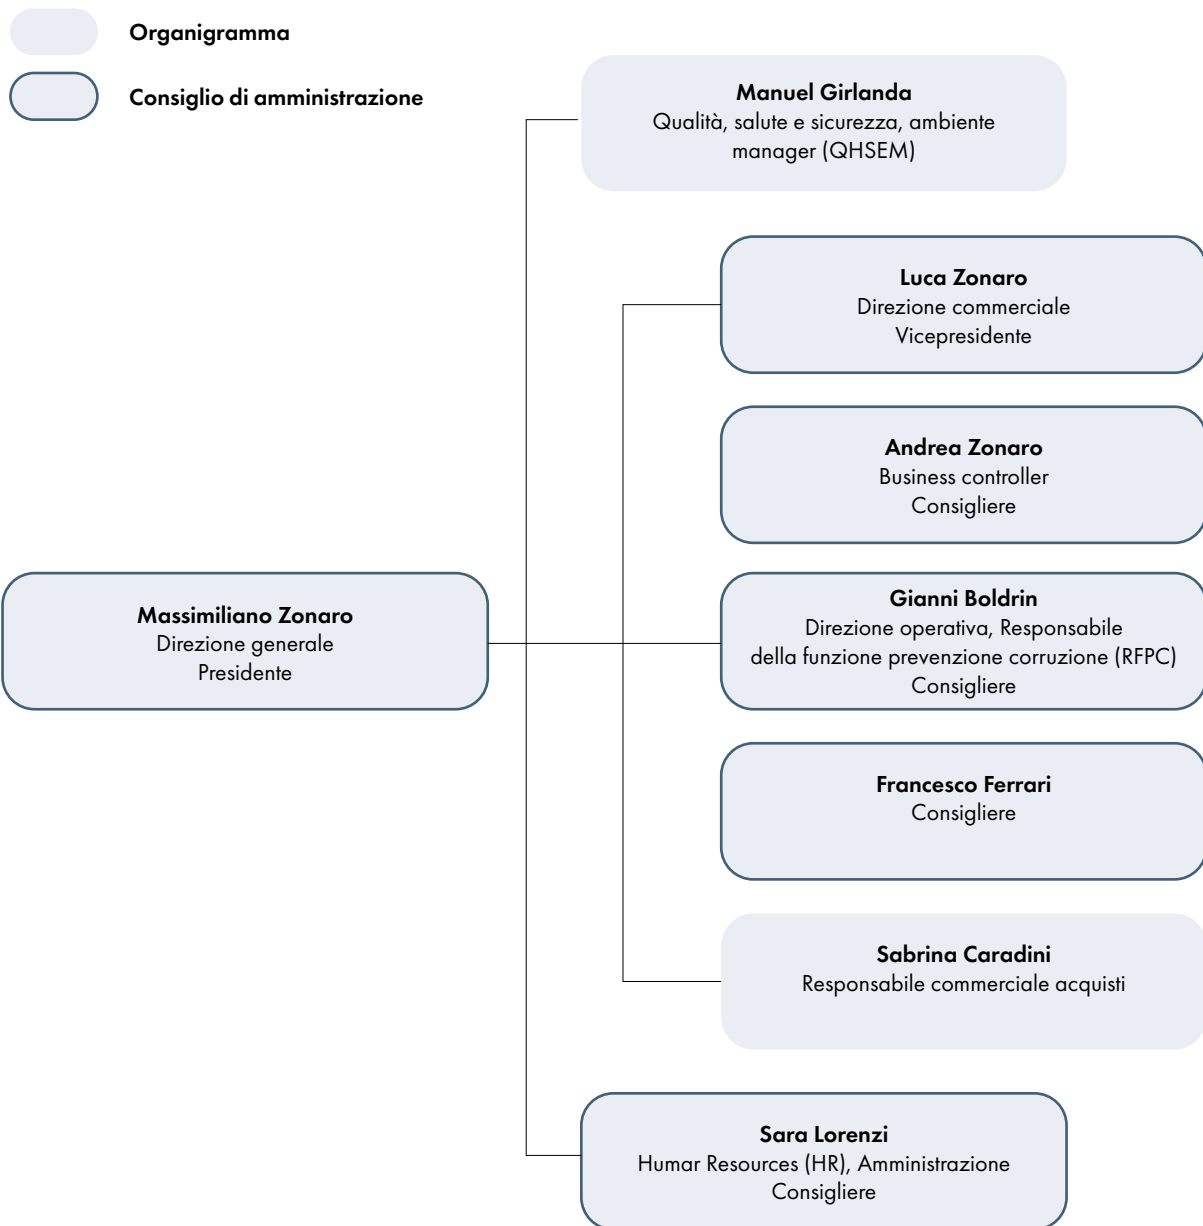 Organigramma
Consiglio di amministrazione
Manuel Girlanda
Qualità, salute e sicurezza, ambiente
manager (QHSEM)
Luca Zonaro
Direzione commerciale
Vicepresidente
Andrea Zonaro
Business controller
Consigliere
Massimiliano Zonaro
Direzione generale
Presidente
Gianni Boldrin
Direzione operativa, Responsabile
della funzione prevenzione corruzione (RFPC)
Consigliere
Francesco Ferrari
Consigliere
Sabrina Caradini
Responsabile commerciale acquisti
Sara Lorenzi
Humar Resources (HR), Amministrazione
Consigliere